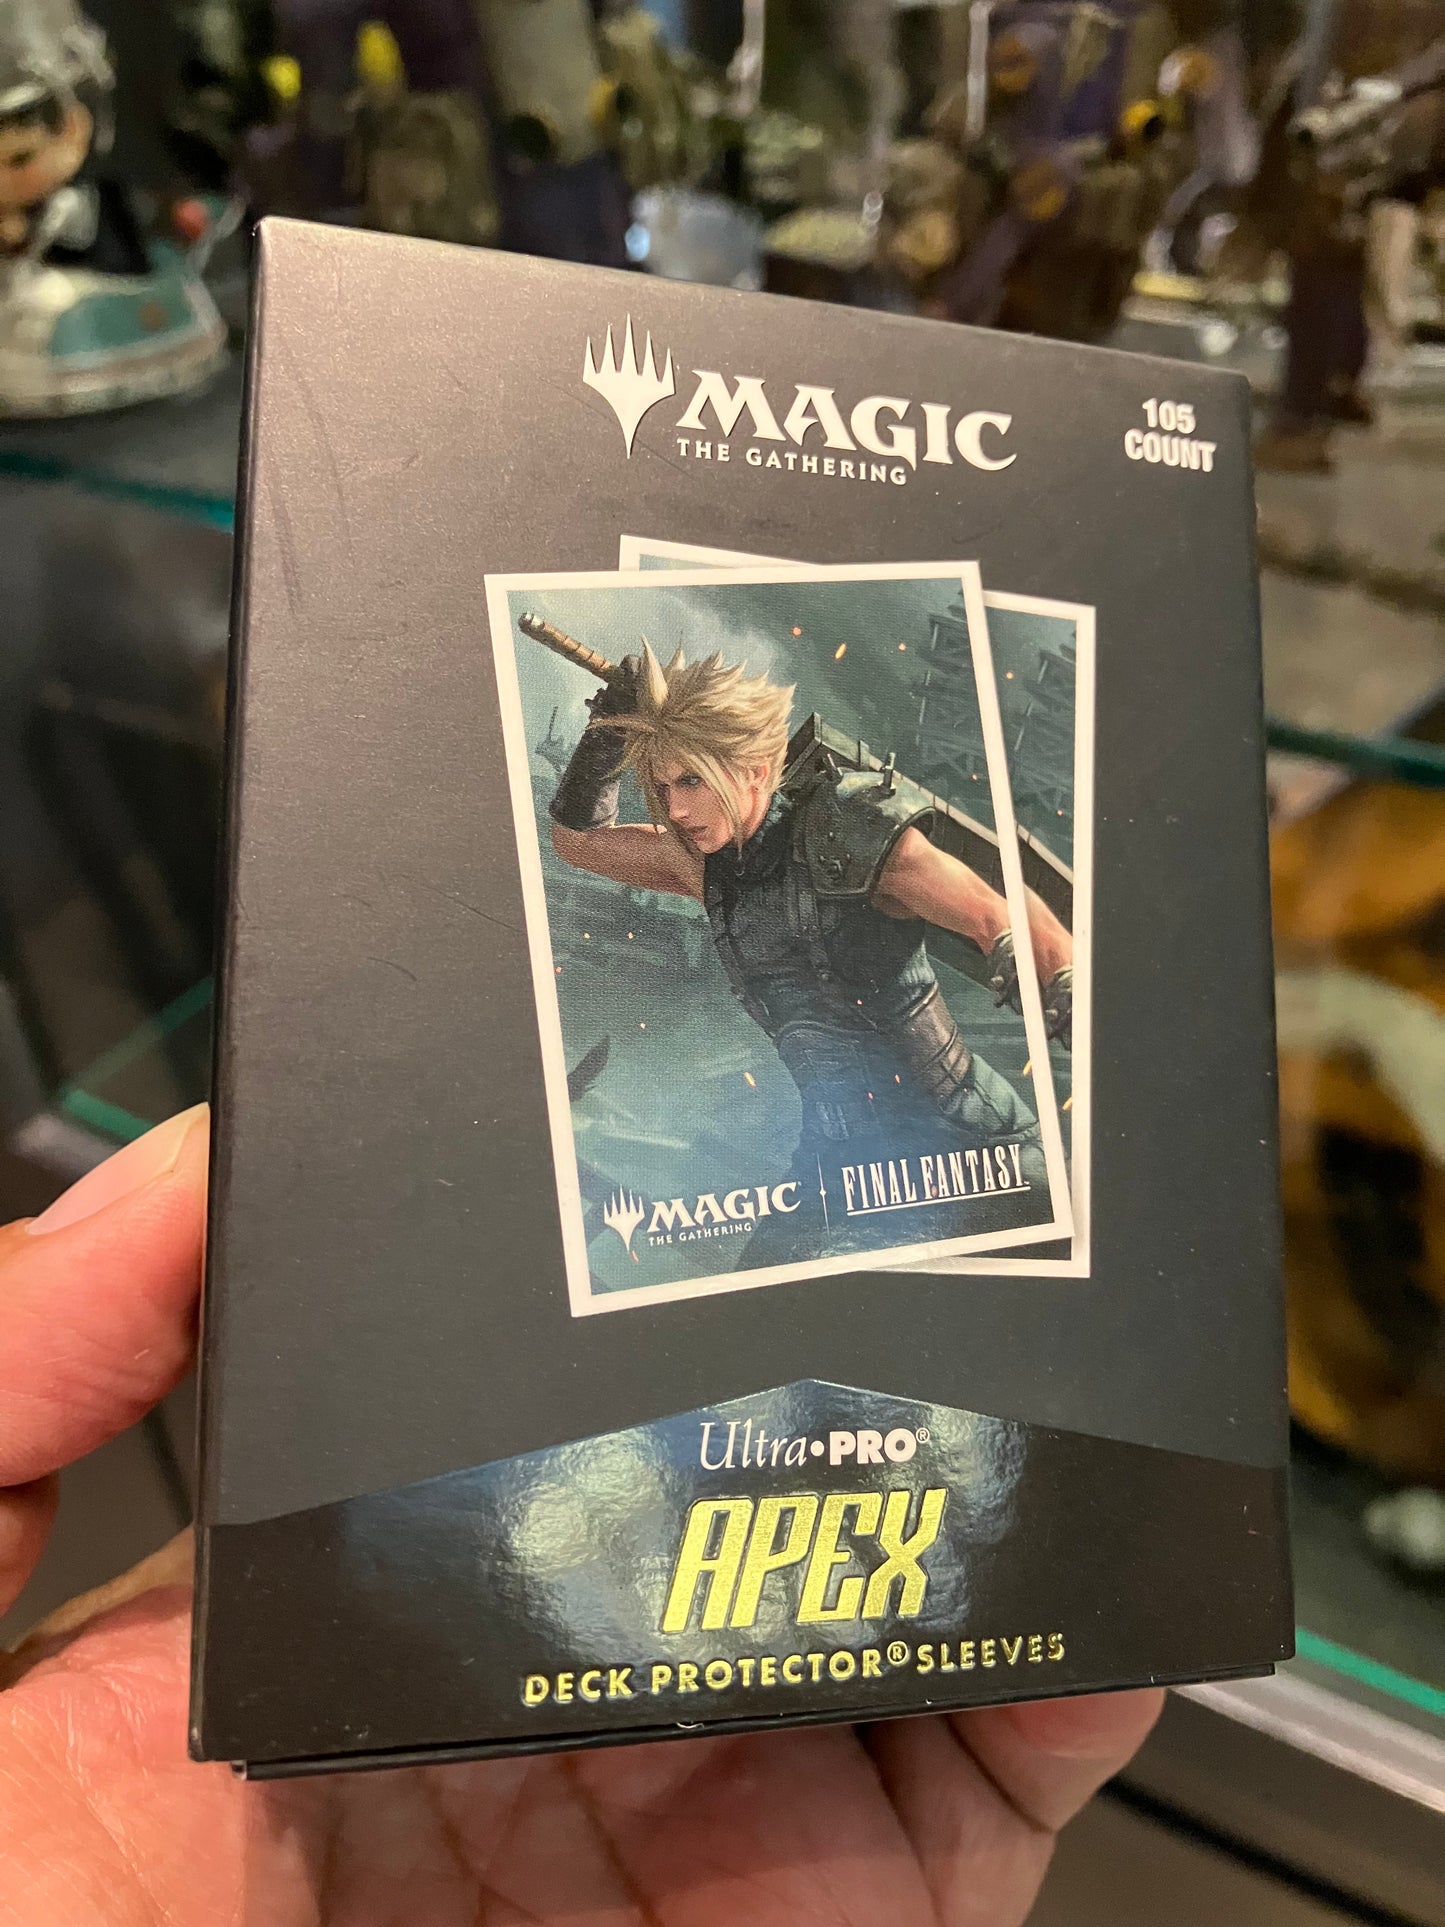 MAGIC
THE GATHERING
105
COUNT
MAGIC
THE GATHERING
FINAL FANTASY
Ultra•PRO®
APEX
DECK PROTECTOR® SLEEVES